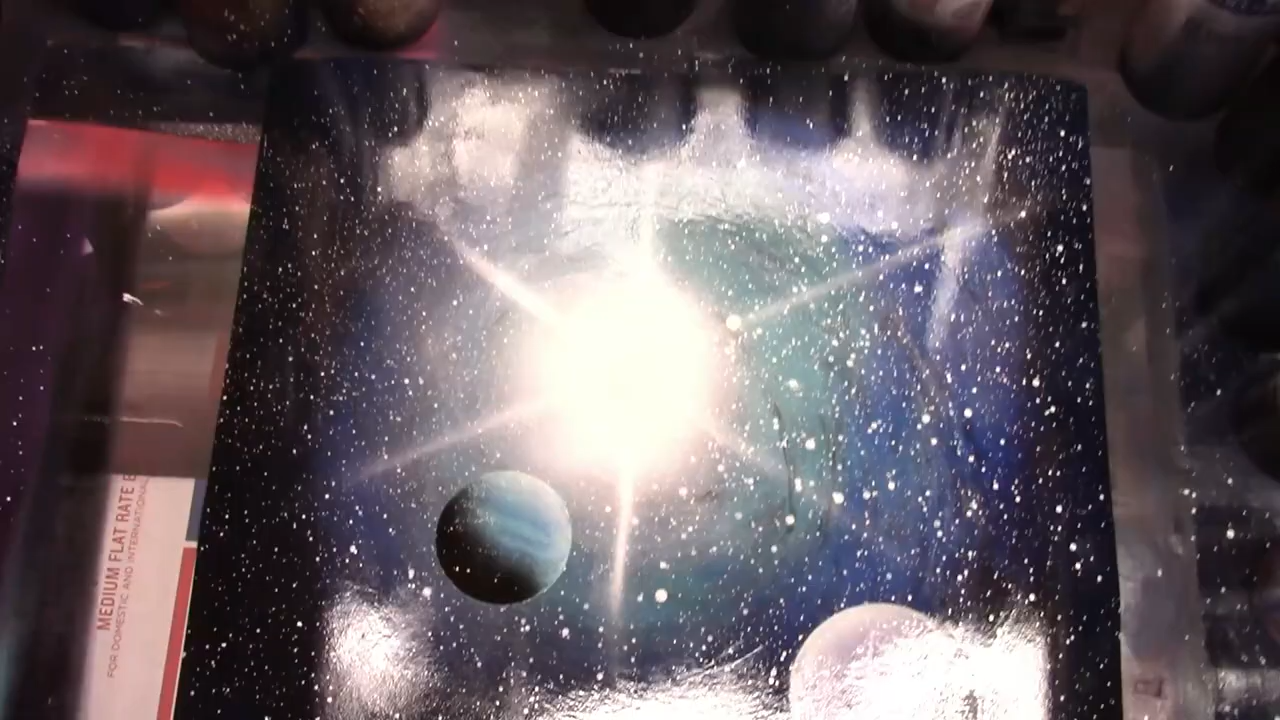 MEDIUM FLAT RATE B
FOR DOMESTIC AND INTERNATIONAL